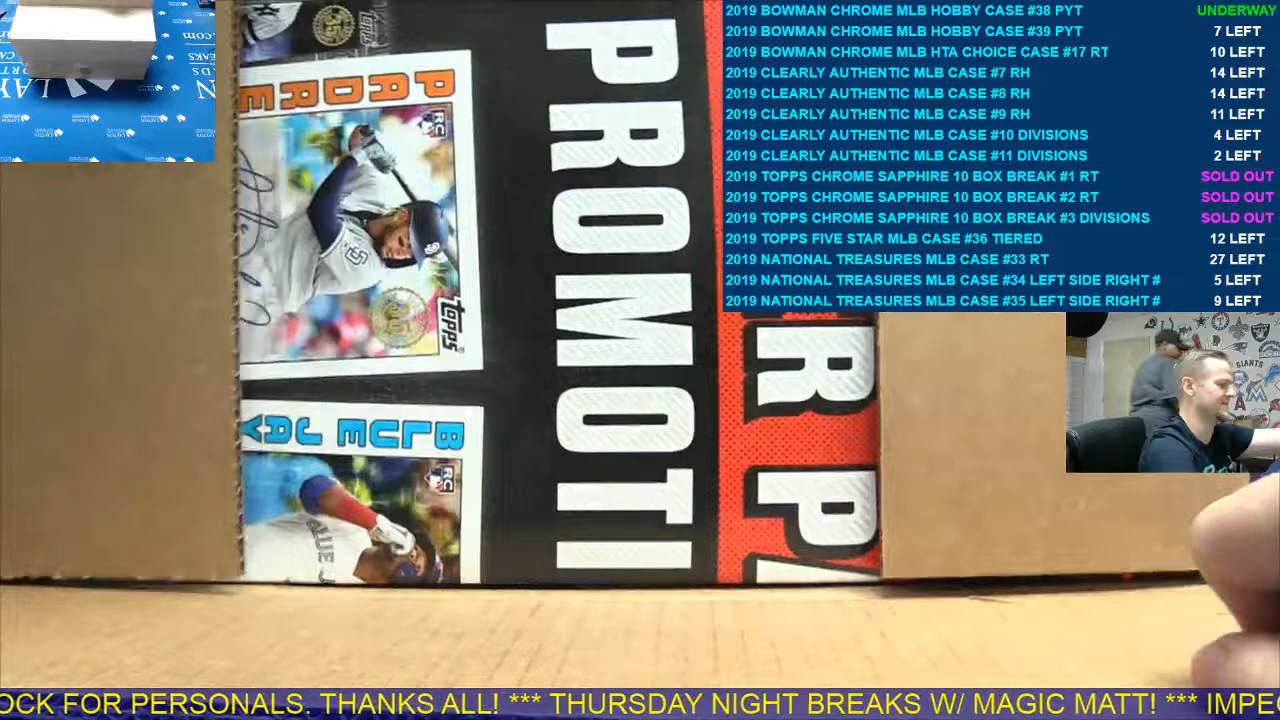 2019 BOWMAN CHROME MLB HOBBY CASE #38 PYT UNDERWAY
2019 BOWMAN CHROME MLB HOBBY CASE #39 PYT 7 LEFT
2019 BOWMAN CHROME MLB HTA CHOICE CASE #17 RT 10 LEFT
2019 CLEARLY AUTHENTIC MLB CASE #7 RH 14 LEFT
2019 CLEARLY AUTHENTIC MLB CASE #8 RH 14 LEFT
2019 CLEARLY AUTHENTIC MLB CASE #9 RH 11 LEFT
2019 CLEARLY AUTHENTIC MLB CASE #10 DIVISIONS 4 LEFT
2019 CLEARLY AUTHENTIC MLB CASE #11 DIVISIONS 2 LEFT
2019 TOPPS CHROME SAPPHIRE 10 BOX BREAK #1 RT SOLD OUT
2019 TOPPS CHROME SAPPHIRE 10 BOX BREAK #2 RT SOLD OUT
2019 TOPPS CHROME SAPPHIRE 10 BOX BREAK #3 DIVISIONS SOLD OUT
2019 TOPPS FIVE STAR MLB CASE #36 TIERED 12 LEFT
2019 NATIONAL TREASURES MLB CASE #33 RT 27 LEFT
2019 NATIONAL TREASURES MLB CASE #34 LEFT SIDE RIGHT # 5 LEFT
2019 NATIONAL TREASURES MLB CASE #35 LEFT SIDE RIGHT # 9 LEFT
PROMOTI
RP
PADRE
RC
35
Topps
BLUE JAY
RC
GIANTS
OCK FOR PERSONALS. THANKS ALL! *** THURSDAY NIGHT BREAKS W/ MAGIC MATT! *** IMPE